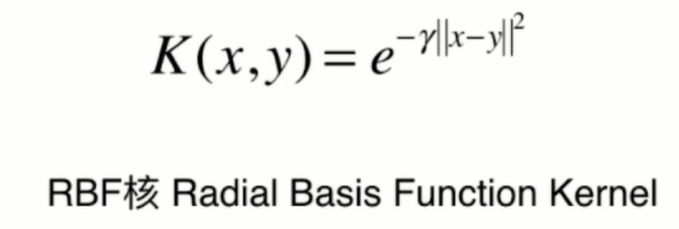 K(x,y) = e^{-γ||x-y||^2}
RBF核 Radial Basis Function Kernel